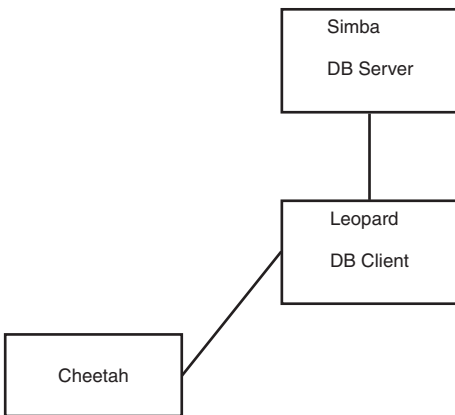 Simba
DB Server
Leopard
DB Client
Cheetah